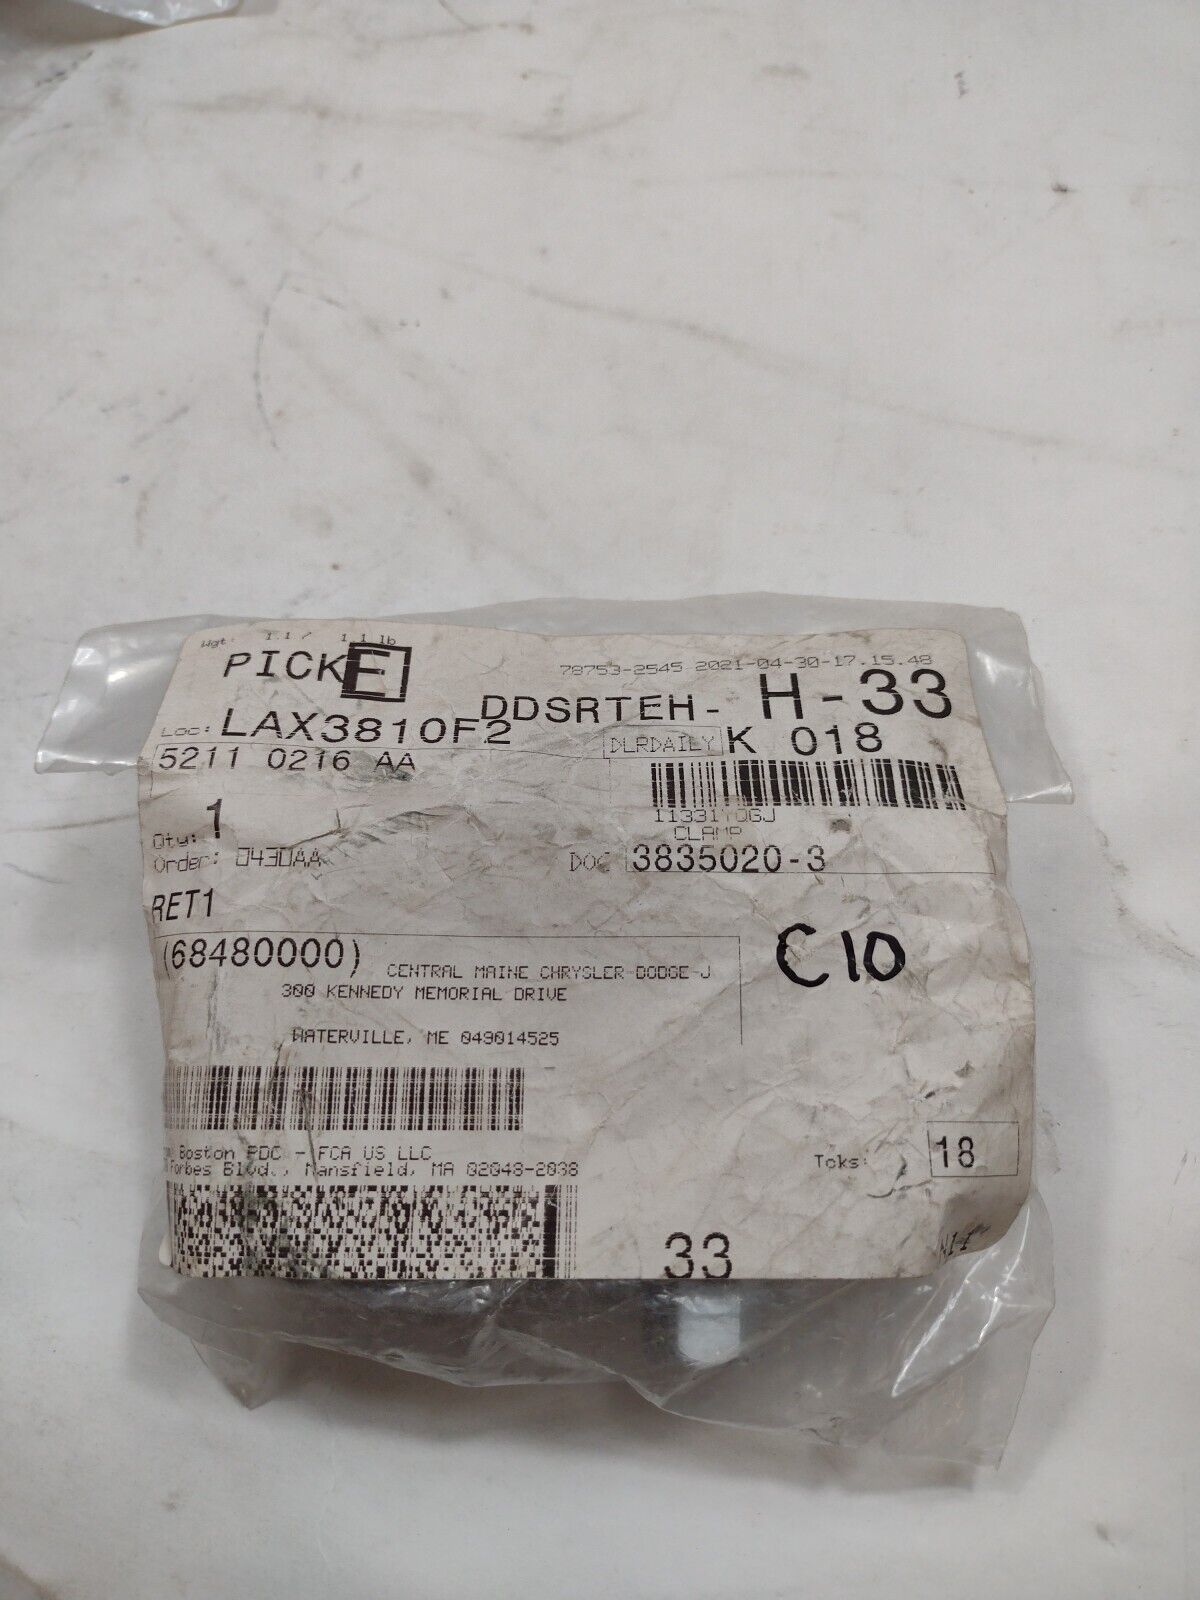 Wgt: 1.1 / 1.1 lb
PICK E
78753-2545 2021-04-30-17.15.48
DDSRTEH- H-33
Loc: LAX3810F2
DLRDAILY K 018
5211 0216 AA
CLAMP
Qty: 1
Order: 0430AA
DOC 3835020-3
RET1
C10
(68480000) CENTRAL MAINE CHRYSLER-DODGE-J
300 KENNEDY MEMORIAL DRIVE
WATERVILLE, ME 049014525
Boston PDC - FCA US LLC
Forbes Blvd., Mansfield, MA 02048-2038
Tcks: 18
33